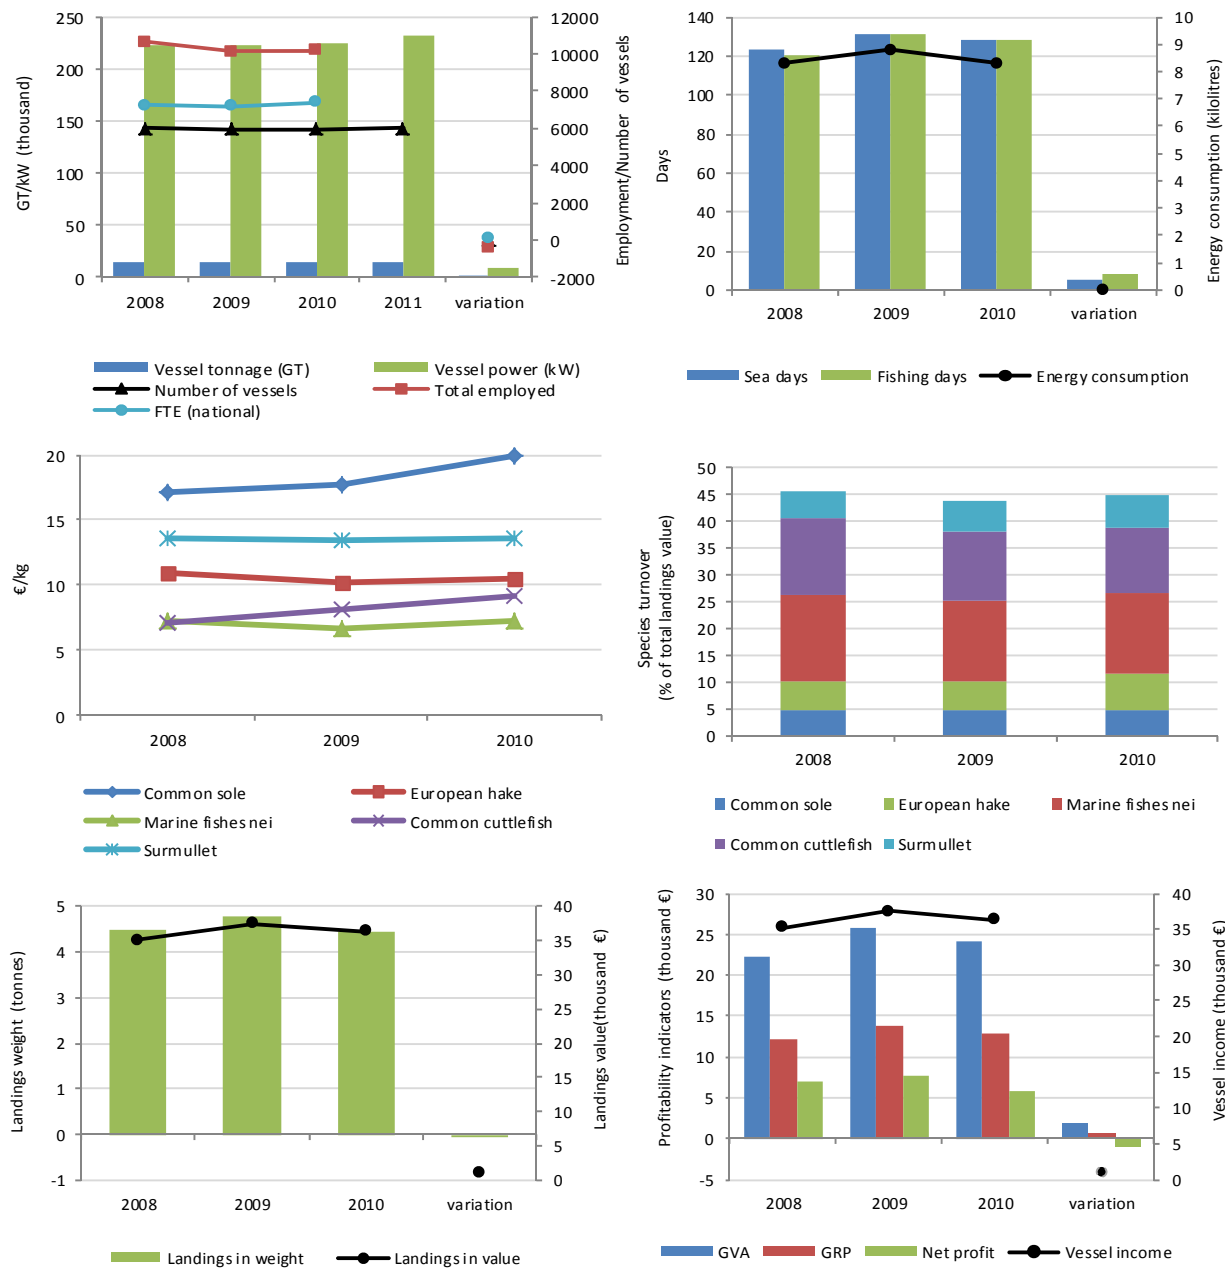 250
200
150
100
50
0
GT/kW (thousand)
12000
10000
8000
6000
4000
2000
0
-2000
Employment/Number of vessels
2008 2009 2010 2011 variation
Vessel tonnage (GT) Vessel power (kW)
Number of vessels Total employed
FTE (national)
140
120
100
80
60
40
20
0
Days
10
9
8
7
6
5
4
3
2
1
0
Energy consumption (kilolitres)
2008 2009 2010 variation
Sea days Fishing days Energy consumption
20
15
10
5
0
€/kg
2008 2009 2010
Common sole European hake
Marine fishes nei Common cuttlefish
Surmullet
50
45
40
35
30
25
20
15
10
5
0
Species turnover
(% of total landings value)
2008 2009 2010
Common sole European hake Marine fishes nei
Common cuttlefish Surmullet
5
4
3
2
1
0
-1
Landings weight (tonnes)
40
35
30
25
20
15
10
5
0
Landings value(thousand €)
2008 2009 2010 variation
Landings in weight Landings in value
30
25
20
15
10
5
0
-5
Profitability indicators (thousand €)
40
35
30
25
20
15
10
5
0
Vessel income (thousand €)
2008 2009 2010 variation
GVA GRP Net profit Vessel income